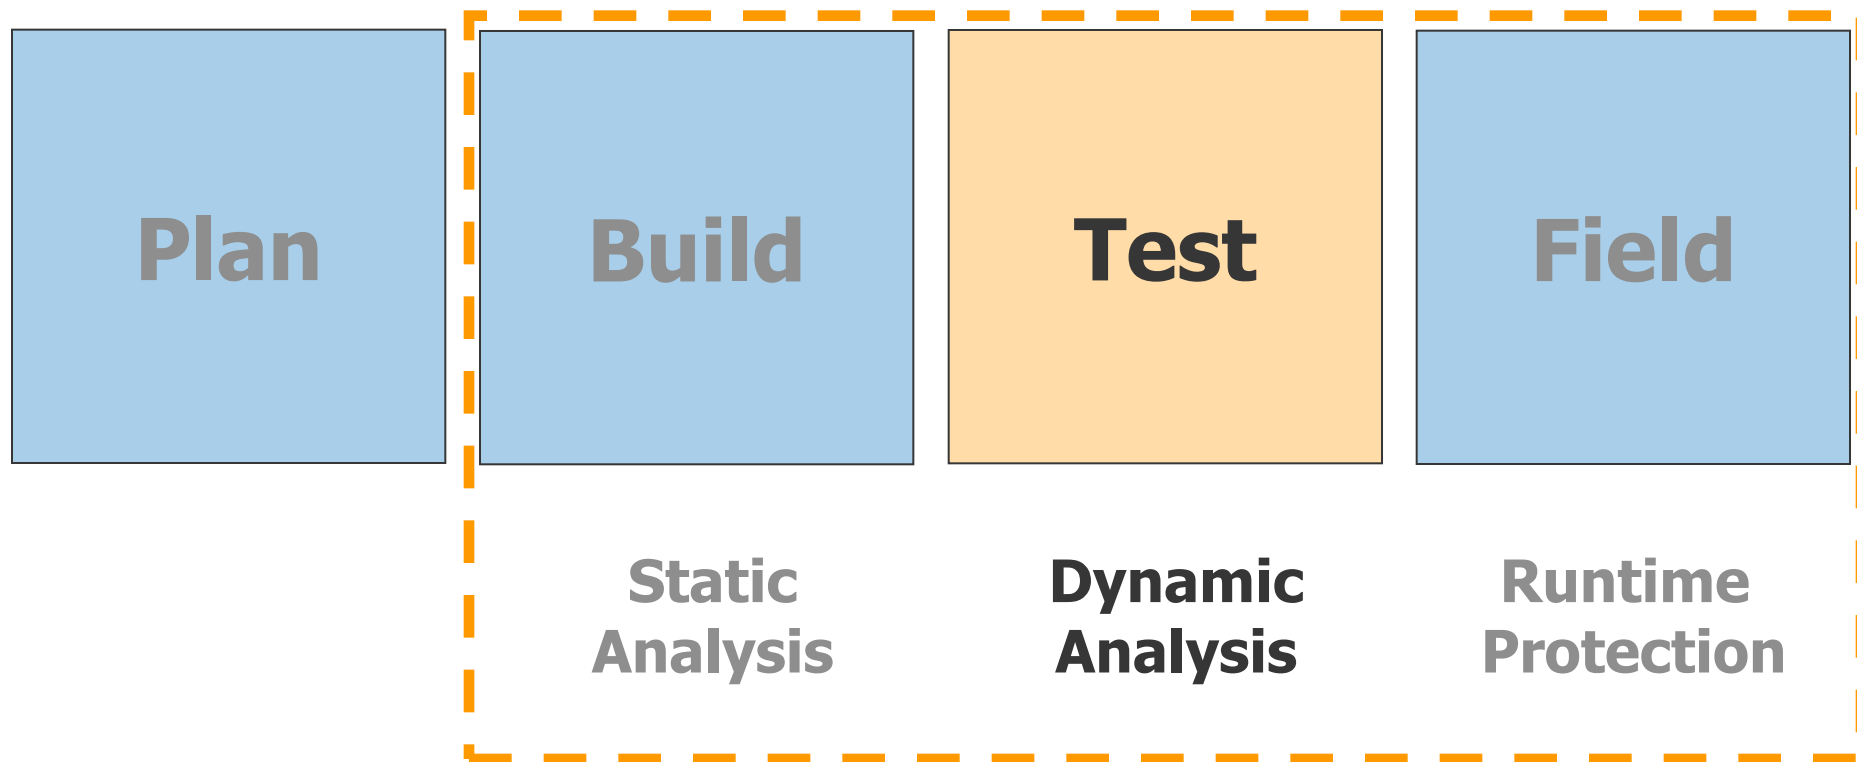 Plan
Build
Test
Field
Static
Analysis
Dynamic
Analysis
Runtime
Protection